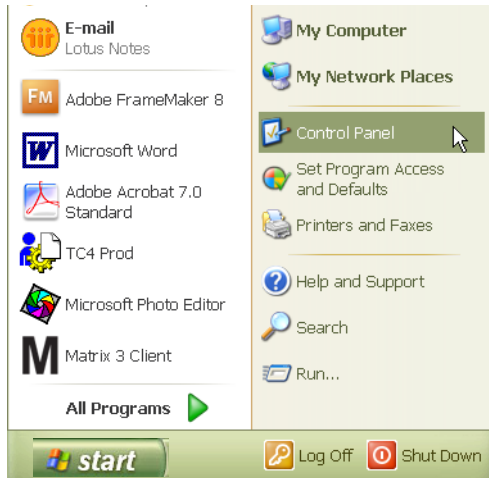 E-mail
Lotus Notes
FM
Adobe FrameMaker 8
W
Microsoft Word
Adobe Acrobat 7.0
Standard
TC4 Prod
Microsoft Photo Editor
M
Matrix 3 Client
All Programs
My Computer
My Network Places
Control Panel
Set Program Access
and Defaults
Printers and Faxes
Help and Support
Search
Run...
start
Log Off
Shut Down